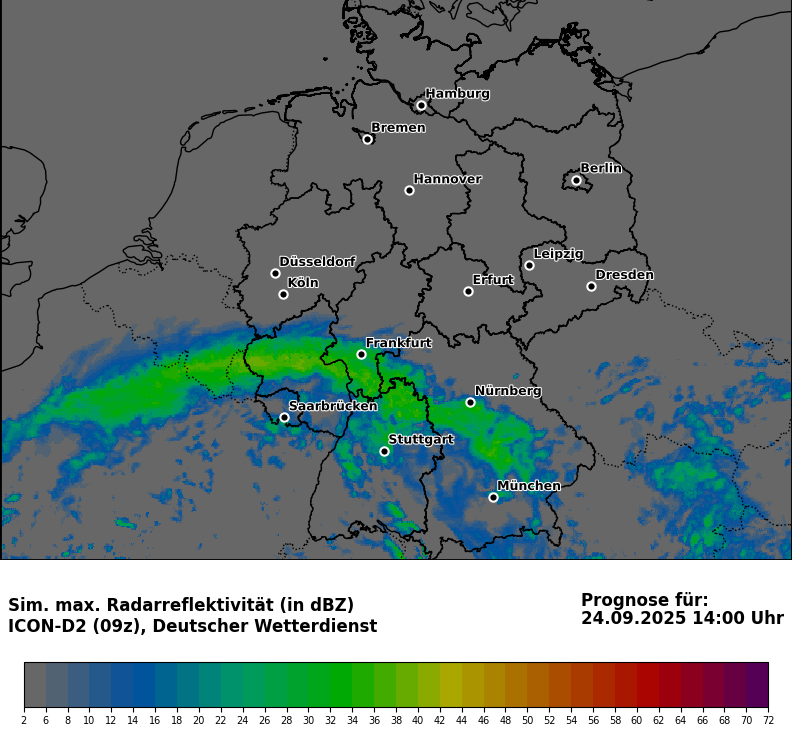 Hamburg
Bremen
Berlin
Hannover
Leipzig
Düsseldorf
Dresden
Köln
Erfurt
Frankfurt
Nürnberg
Saarbrücken
Stuttgart
München
Sim. max. Radarreflektivität (in dBZ)
ICON-D2 (09z), Deutscher Wetterdienst
Prognose für:
24.09.2025 14:00 Uhr
2 6 8 10 12 14 16 18 20 22 24 26 28 30 32 34 36 38 40 42 44 46 48 50 52 54 56 58 60 62 64 66 68 70 72